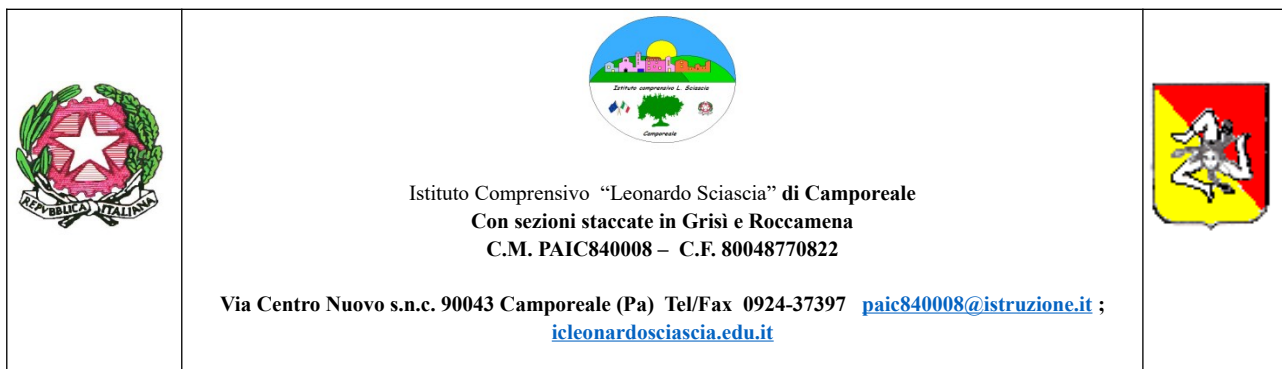 Istituto comprensivo L. Sciascia
Camporeale
REPVBBLICA ITALIANA
Istituto Comprensivo “Leonardo Sciascia” di Camporeale
Con sezioni staccate in Grisì e Roccamena
C.M. PAIC840008 – C.F. 80048770822
Via Centro Nuovo s.n.c. 90043 Camporeale (Pa) Tel/Fax 0924-37397 paic840008@istruzione.it ;
icleonardosciascia.edu.it